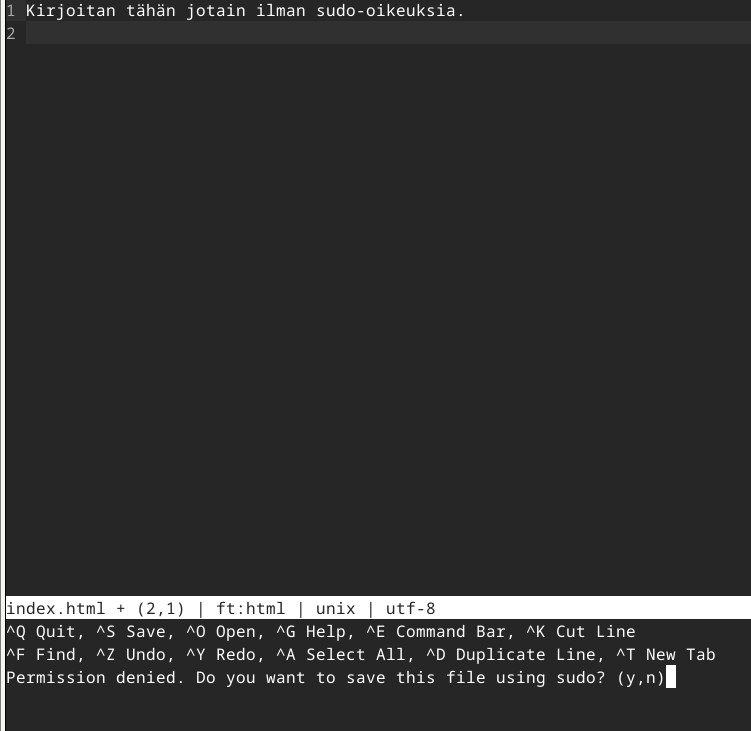 1 Kirjoitan tähän jotain ilman sudo-oikeuksia.
2
index.html + (2,1) | ft:html | unix | utf-8
^Q Quit, ^S Save, ^O Open, ^G Help, ^E Command Bar, ^K Cut Line
^F Find, ^Z Undo, ^Y Redo, ^A Select All, ^D Duplicate Line, ^T New Tab
Permission denied. Do you want to save this file using sudo? (y,n)